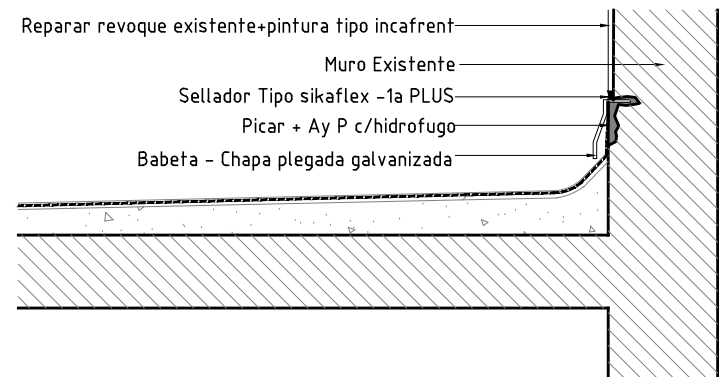 Reparar revoque existente+pintura tipo incafrent
Muro Existente
Sellador Tipo sikaflex -1a PLUS
Picar + Ay P c/hidrofugo
Babeta - Chapa plegada galvanizada